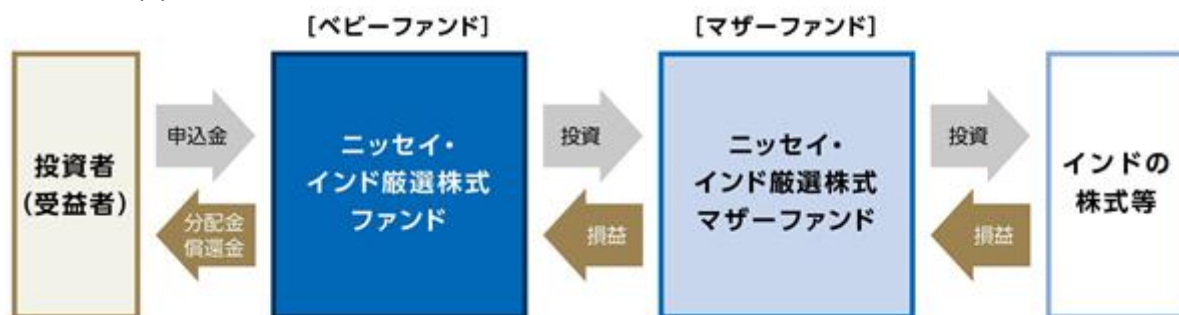 [ベビーファンド]
[マザーファンド]
投資者
(受益者)
申込金
分配金
償還金
ニッセイ・
インド厳選株式
ファンド
投資
損益
ニッセイ・
インド厳選株式
マザーファンド
投資
損益
インドの
株式等